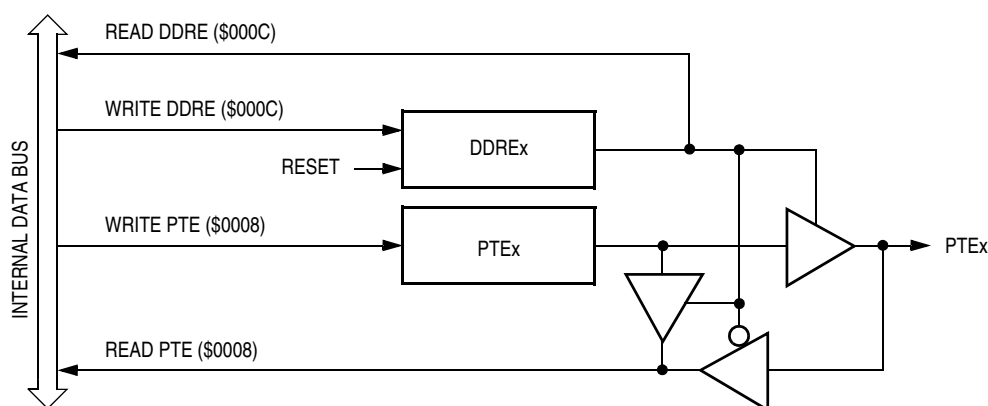 READ DDRE ($000C)
WRITE DDRE ($000C)
DDREx
RESET
INTERNAL DATA BUS
WRITE PTE ($0008)
PTEx
PTEx
READ PTE ($0008)